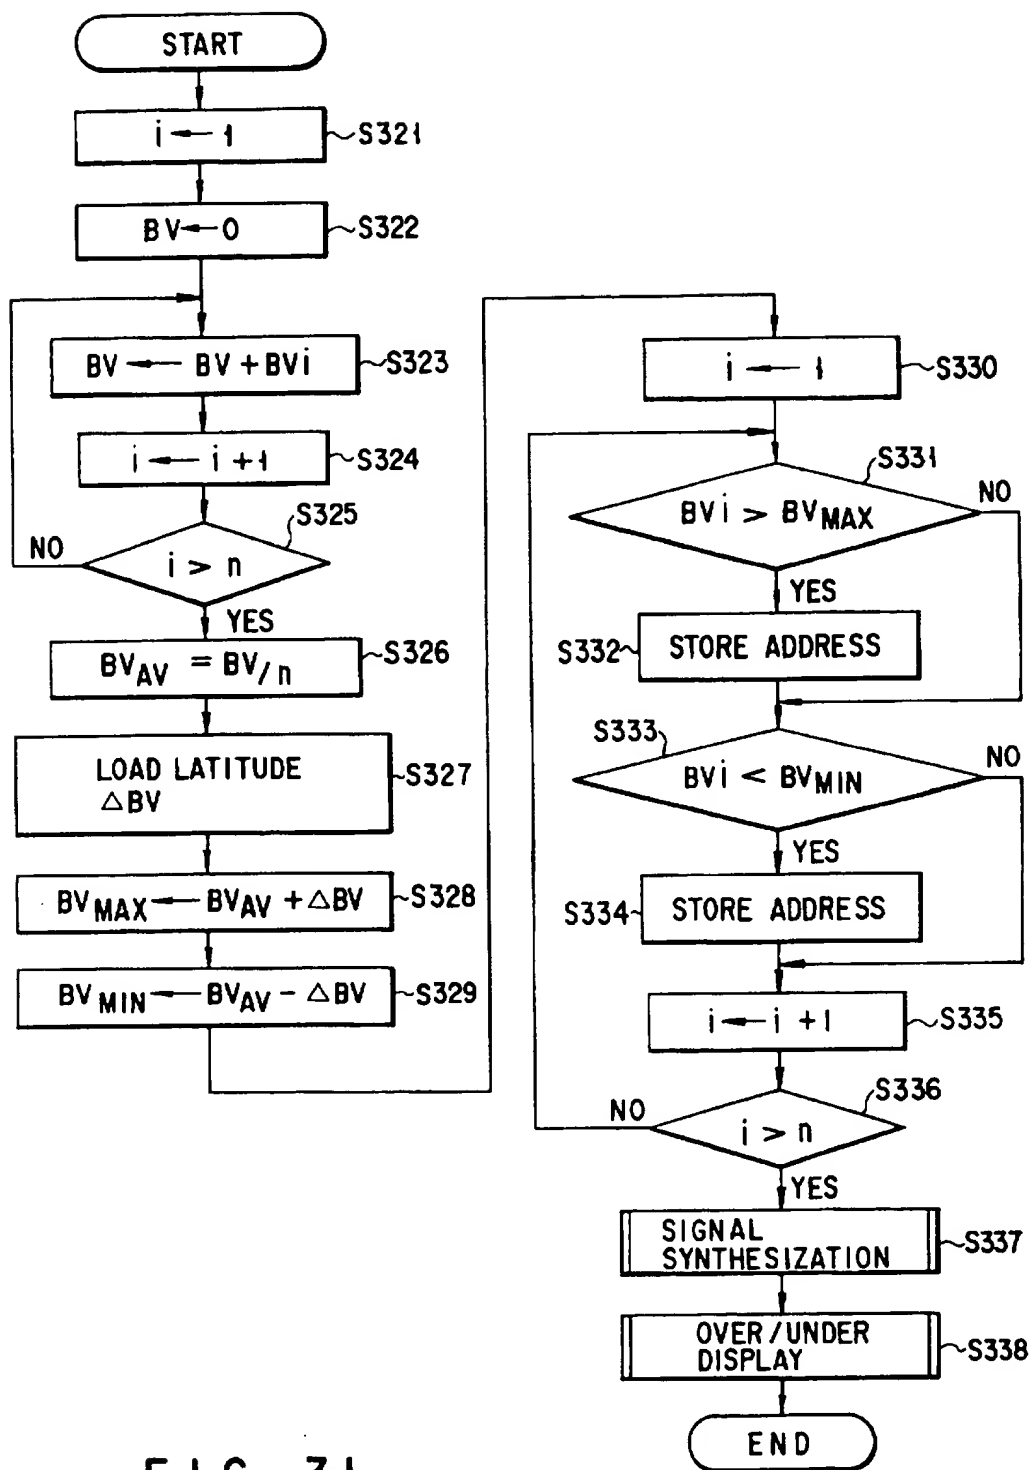 START
i ← 1
S321
BV ← 0
S322
BV ← BV + BVi
S323
i ← i + 1
S324
S325
NO
i > n
YES
BVAV = BV/n
S326
LOAD LATITUDE
△BV
S327
BVMAX ← BVAV + △BV
S328
BVMIN ← BVAV - △BV
S329
i ← 1
S330
S331
NO
BVi > BVMAX
YES
S332
STORE ADDRESS
S333
NO
BVi < BVMIN
YES
S334
STORE ADDRESS
i ← i + 1
S335
S336
NO
i > n
YES
SIGNAL
SYNTHESIZATION
S337
OVER/UNDER
DISPLAY
S338
END